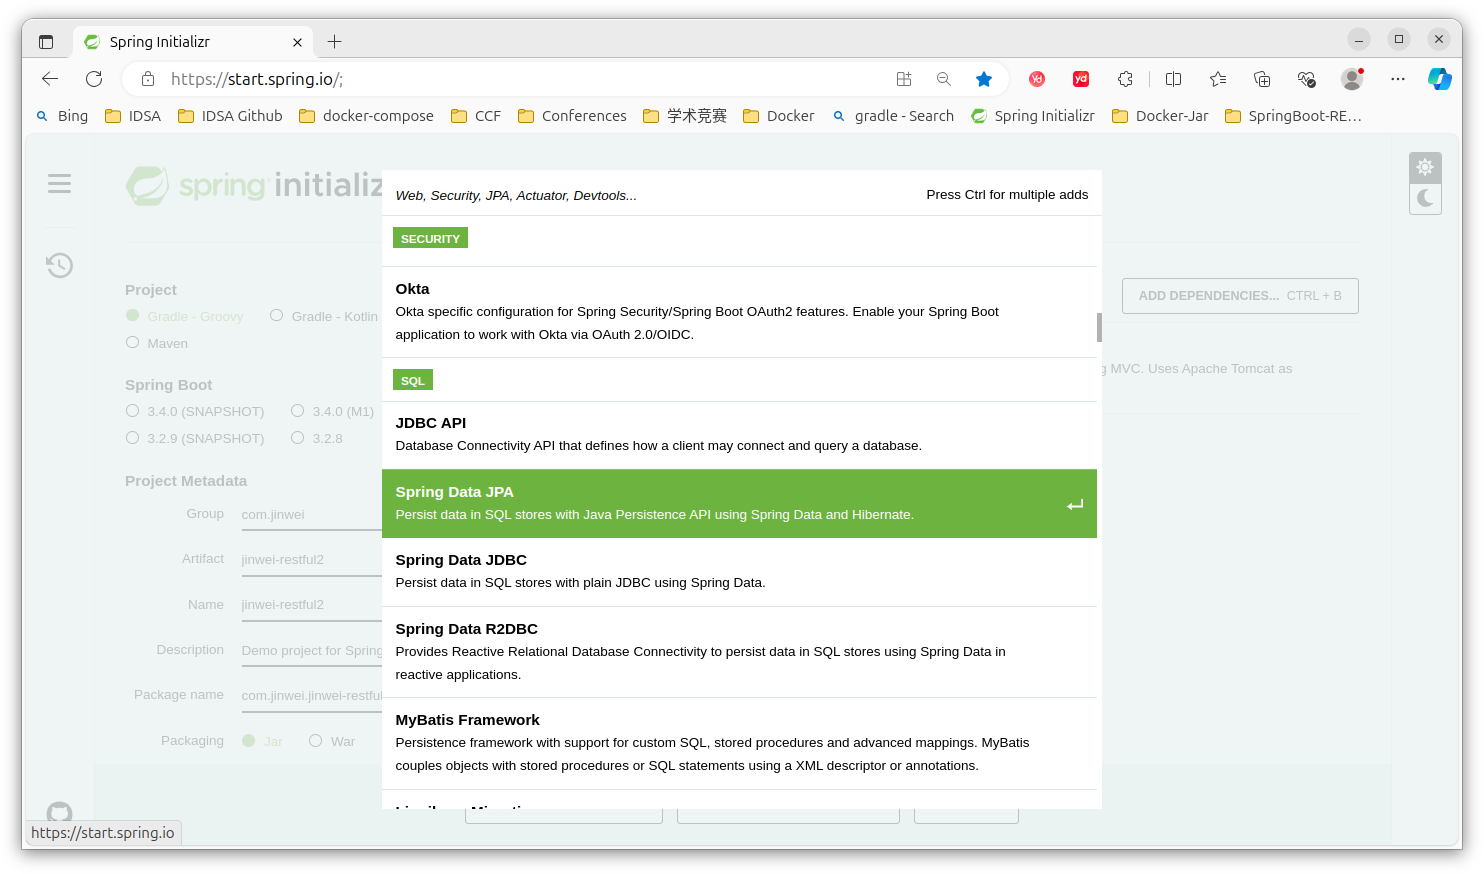 Spring Initializr
https://start.spring.io/;
Bing
IDSA
IDSA Github
docker-compose
CCF
Conferences
学术竞赛
Docker
gradle - Search
Spring Initializr
Docker-Jar
SpringBoot-RE...
spring initializ
Web, Security, JPA, Actuator, Devtools...
Press Ctrl for multiple adds
SECURITY
Okta
Okta specific configuration for Spring Security/Spring Boot OAuth2 features. Enable your Spring Boot
application to work with Okta via OAuth 2.0/OIDC.
SQL
JDBC API
Database Connectivity API that defines how a client may connect and query a database.
Spring Data JPA
Persist data in SQL stores with Java Persistence API using Spring Data and Hibernate.
Spring Data JDBC
Persist data in SQL stores with plain JDBC using Spring Data.
Spring Data R2DBC
Provides Reactive Relational Database Connectivity to persist data in SQL stores using Spring Data in
reactive applications.
MyBatis Framework
Persistence framework with support for custom SQL, stored procedures and advanced mappings. MyBatis
couples objects with stored procedures or SQL statements using a XML descriptor or annotations.
Project
Gradle - Groovy
Gradle - Kotlin
Maven
Spring Boot
3.4.0 (SNAPSHOT)
3.4.0 (M1)
3.2.9 (SNAPSHOT)
3.2.8
Project Metadata
Group
com.jinwei
Artifact
jinwei-restful2
Name
jinwei-restful2
Description
Demo project for Spring
Package name
com.jinwei.jinwei-restful
Packaging
Jar
War
ADD DEPENDENCIES... CTRL + B
g MVC. Uses Apache Tomcat as
https://start.spring.io